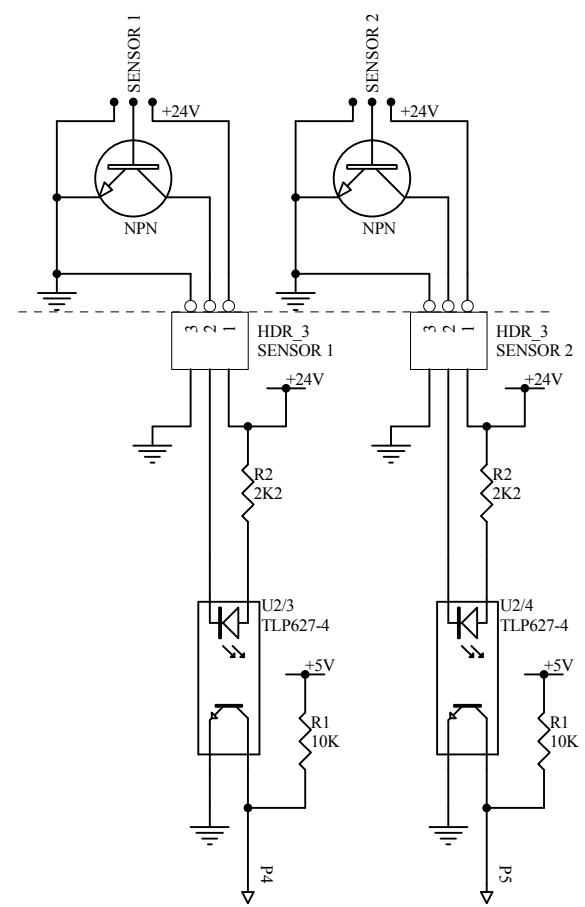 SENSOR 1
SENSOR 2
+24V
+24V
NPN
NPN
3 2 1
HDR_3
SENSOR 1
3 2 1
HDR_3
SENSOR 2
+24V
+24V
R2
2K2
R2
2K2
U2/3
TLP627-4
U2/4
TLP627-4
+5V
+5V
R1
10K
R1
10K
P4
P5